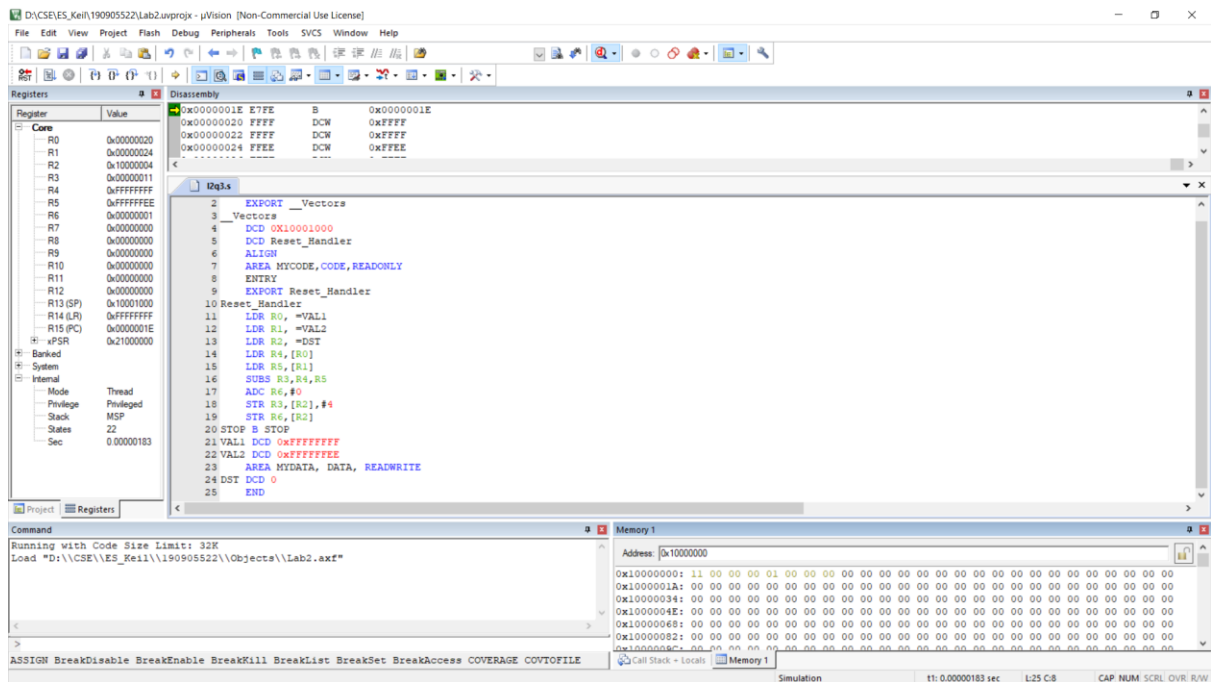 D:\CSE\ES_Keil\190905522\Lab2.uvprojx - µVision [Non-Commercial Use License]
File Edit View Project Flash Debug Peripherals Tools SVCS Window Help
Registers
Register Value
Core
R0 0x00000020
R1 0x00000024
R2 0x10000004
R3 0x00000011
R4 0xFFFFFFFF
R5 0xFFFFFFEE
R6 0x00000001
R7 0x00000000
R8 0x00000000
R9 0x00000000
R10 0x00000000
R11 0x00000000
R12 0x00000000
R13 (SP) 0x10001000
R14 (LR) 0xFFFFFFFF
R15 (PC) 0x0000001E
xPSR 0x21000000
Banked
System
Internal
Mode Thread
Privilege Privileged
Stack MSP
States 22
Sec 0.00000183
Project Registers
Disassembly
0x0000001E E7FE B 0x0000001E
0x00000020 FFFF DCW 0xFFFF
0x00000022 FFFF DCW 0xFFFF
0x00000024 FFEE DCW 0xFFEE
l2q3.s
2 EXPORT __Vectors
3 __Vectors
4 DCD 0X10001000
5 DCD Reset_Handler
6 ALIGN
7 AREA MYCODE,CODE,READONLY
8 ENTRY
9 EXPORT Reset_Handler
10 Reset_Handler
11 LDR R0, =VAL1
12 LDR R1, =VAL2
13 LDR R2, =DST
14 LDR R4,[R0]
15 LDR R5,[R1]
16 SUBS R3,R4,R5
17 ADC R6,#0
18 STR R3,[R2],#4
19 STR R6,[R2]
20 STOP B STOP
21 VAL1 DCD 0xFFFFFFFF
22 VAL2 DCD 0xFFFFFFEE
23 AREA MYDATA, DATA, READWRITE
24 DST DCD 0
25 END
Command
Running with Code Size Limit: 32K
Load "D:\\CSE\\ES_Keil\\190905522\\Objects\\Lab2.axf"
>
ASSIGN BreakDisable BreakEnable BreakKill BreakList BreakSet BreakAccess COVERAGE COVTOFILE
Memory 1
Address: 0x10000000
0x10000000: 11 00 00 00 01 00 00 00 00 00 00 00 00 00 00 00 00 00 00 00 00 00 00 00 00 00
0x1000001A: 00 00 00 00 00 00 00 00 00 00 00 00 00 00 00 00 00 00 00 00 00 00 00 00 00 00
0x10000034: 00 00 00 00 00 00 00 00 00 00 00 00 00 00 00 00 00 00 00 00 00 00 00 00 00 00
0x1000004E: 00 00 00 00 00 00 00 00 00 00 00 00 00 00 00 00 00 00 00 00 00 00 00 00 00 00
0x10000068: 00 00 00 00 00 00 00 00 00 00 00 00 00 00 00 00 00 00 00 00 00 00 00 00 00 00
0x10000082: 00 00 00 00 00 00 00 00 00 00 00 00 00 00 00 00 00 00 00 00 00 00 00 00 00 00
Call Stack + Locals Memory 1
Simulation t1: 0.00000183 sec L:25 C:8 CAP NUM SCRL OVR R/W